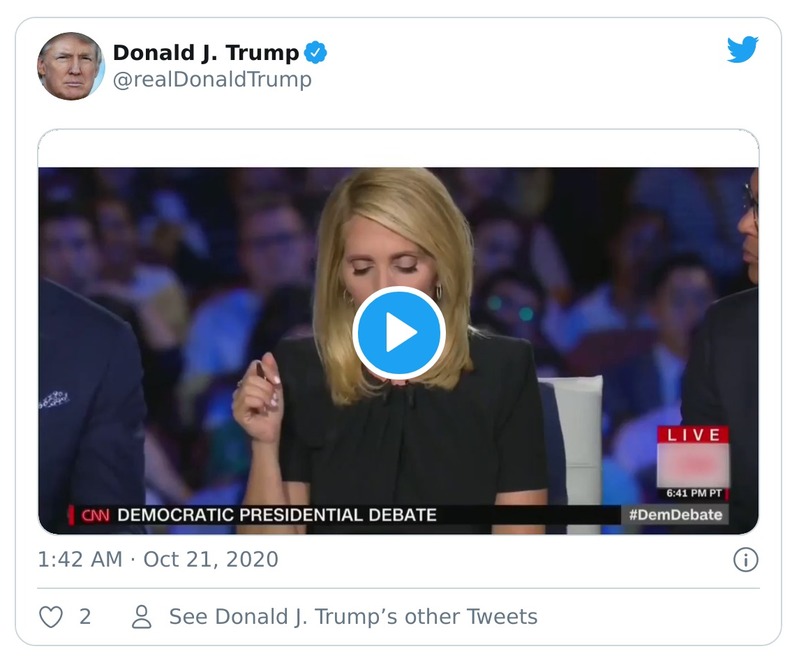 Donald J. Trump
@realDonaldTrump
LIVE
6:41 PM PT
CNN DEMOCRATIC PRESIDENTIAL DEBATE
#DemDebate
1:42 AM · Oct 21, 2020
2
See Donald J. Trump’s other Tweets